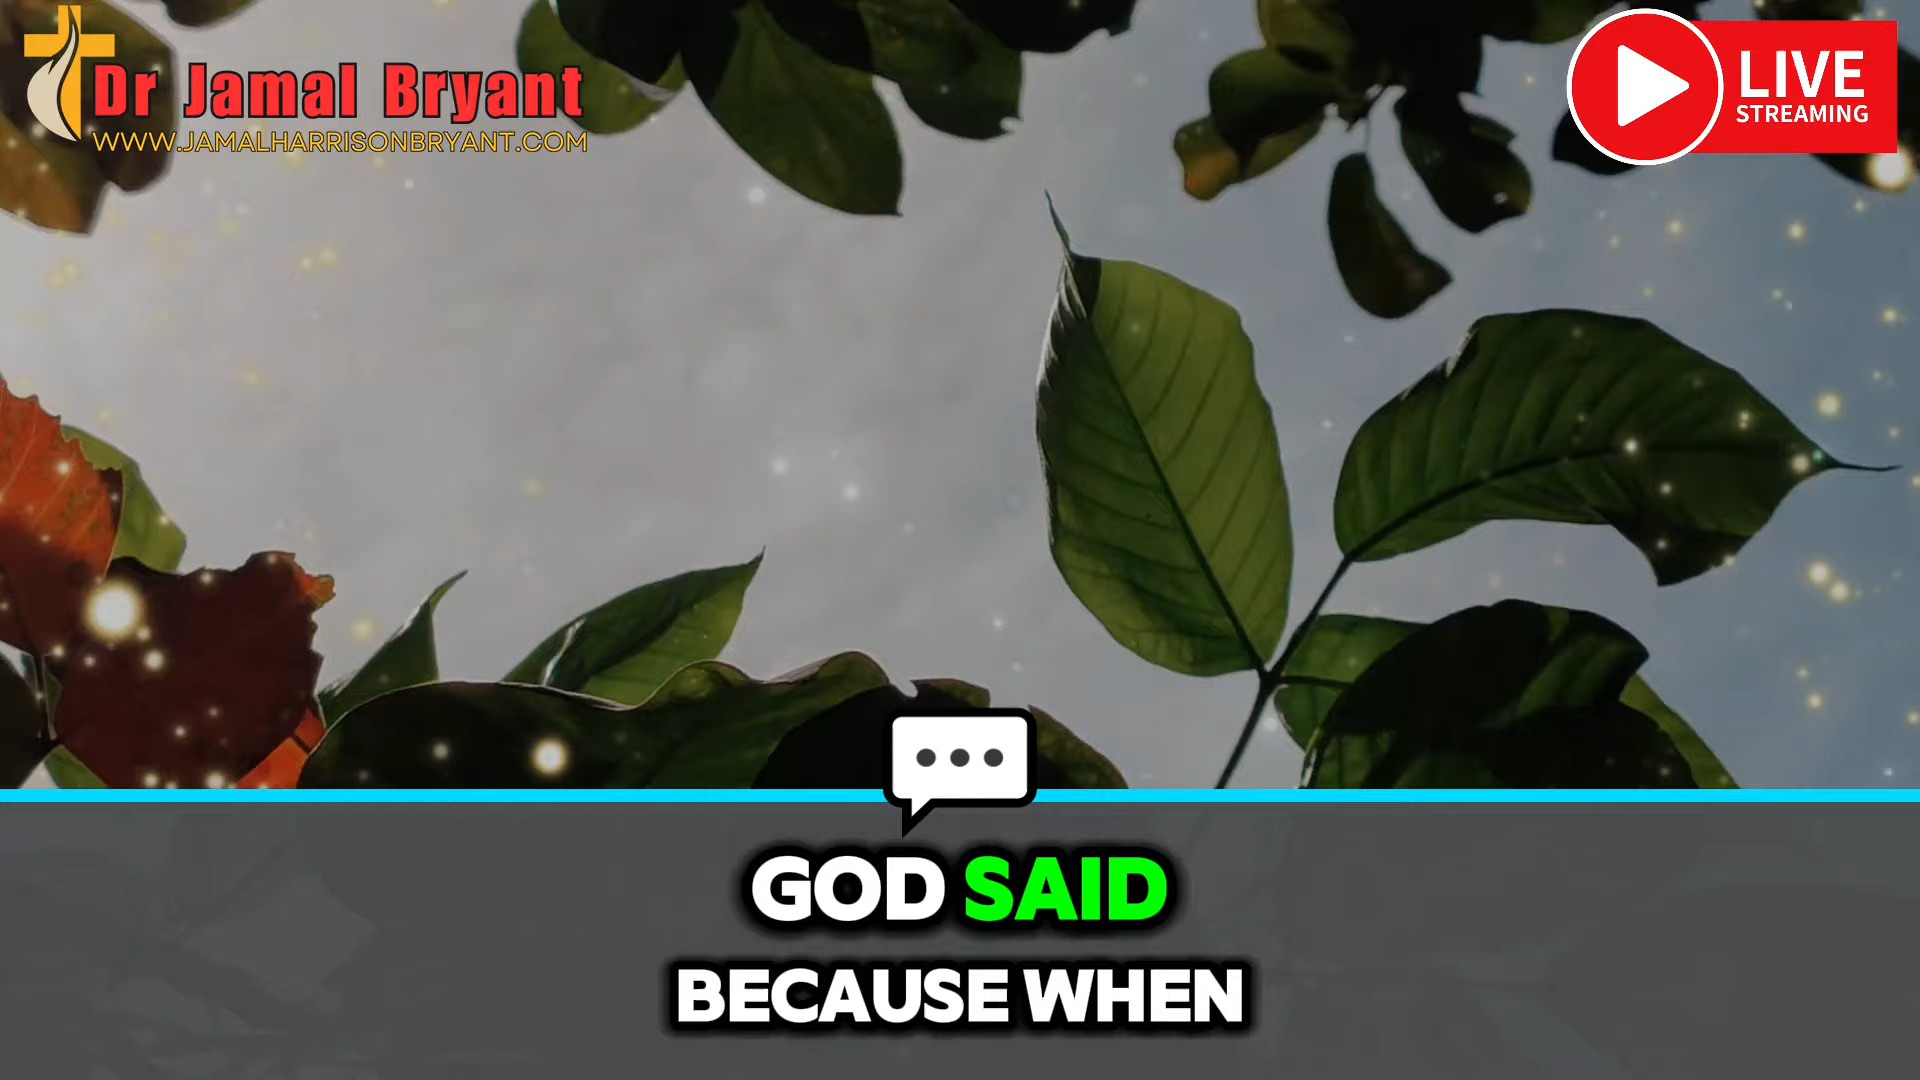 Dr Jamal Bryant
WWW.JAMALHARRISONBRYANT.COM
LIVE
STREAMING
GOD SAID
BECAUSE WHEN